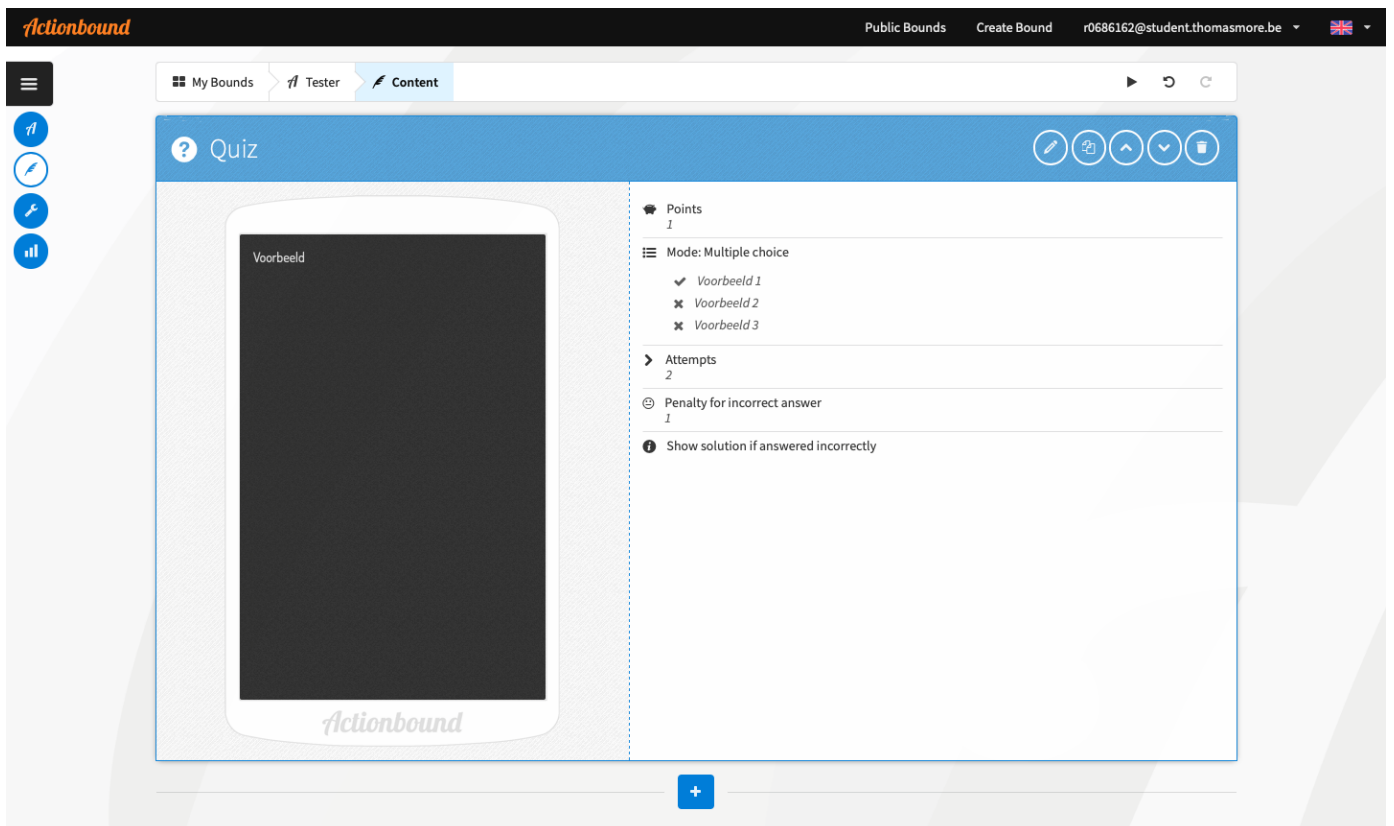 Actionbound
Public Bounds
Create Bound
r0686162@student.thomasmore.be
My Bounds
Tester
Content
Quiz
Voorbeeld
Actionbound
Points
1
Mode: Multiple choice
Voorbeeld 1
Voorbeeld 2
Voorbeeld 3
Attempts
2
Penalty for incorrect answer
1
Show solution if answered incorrectly